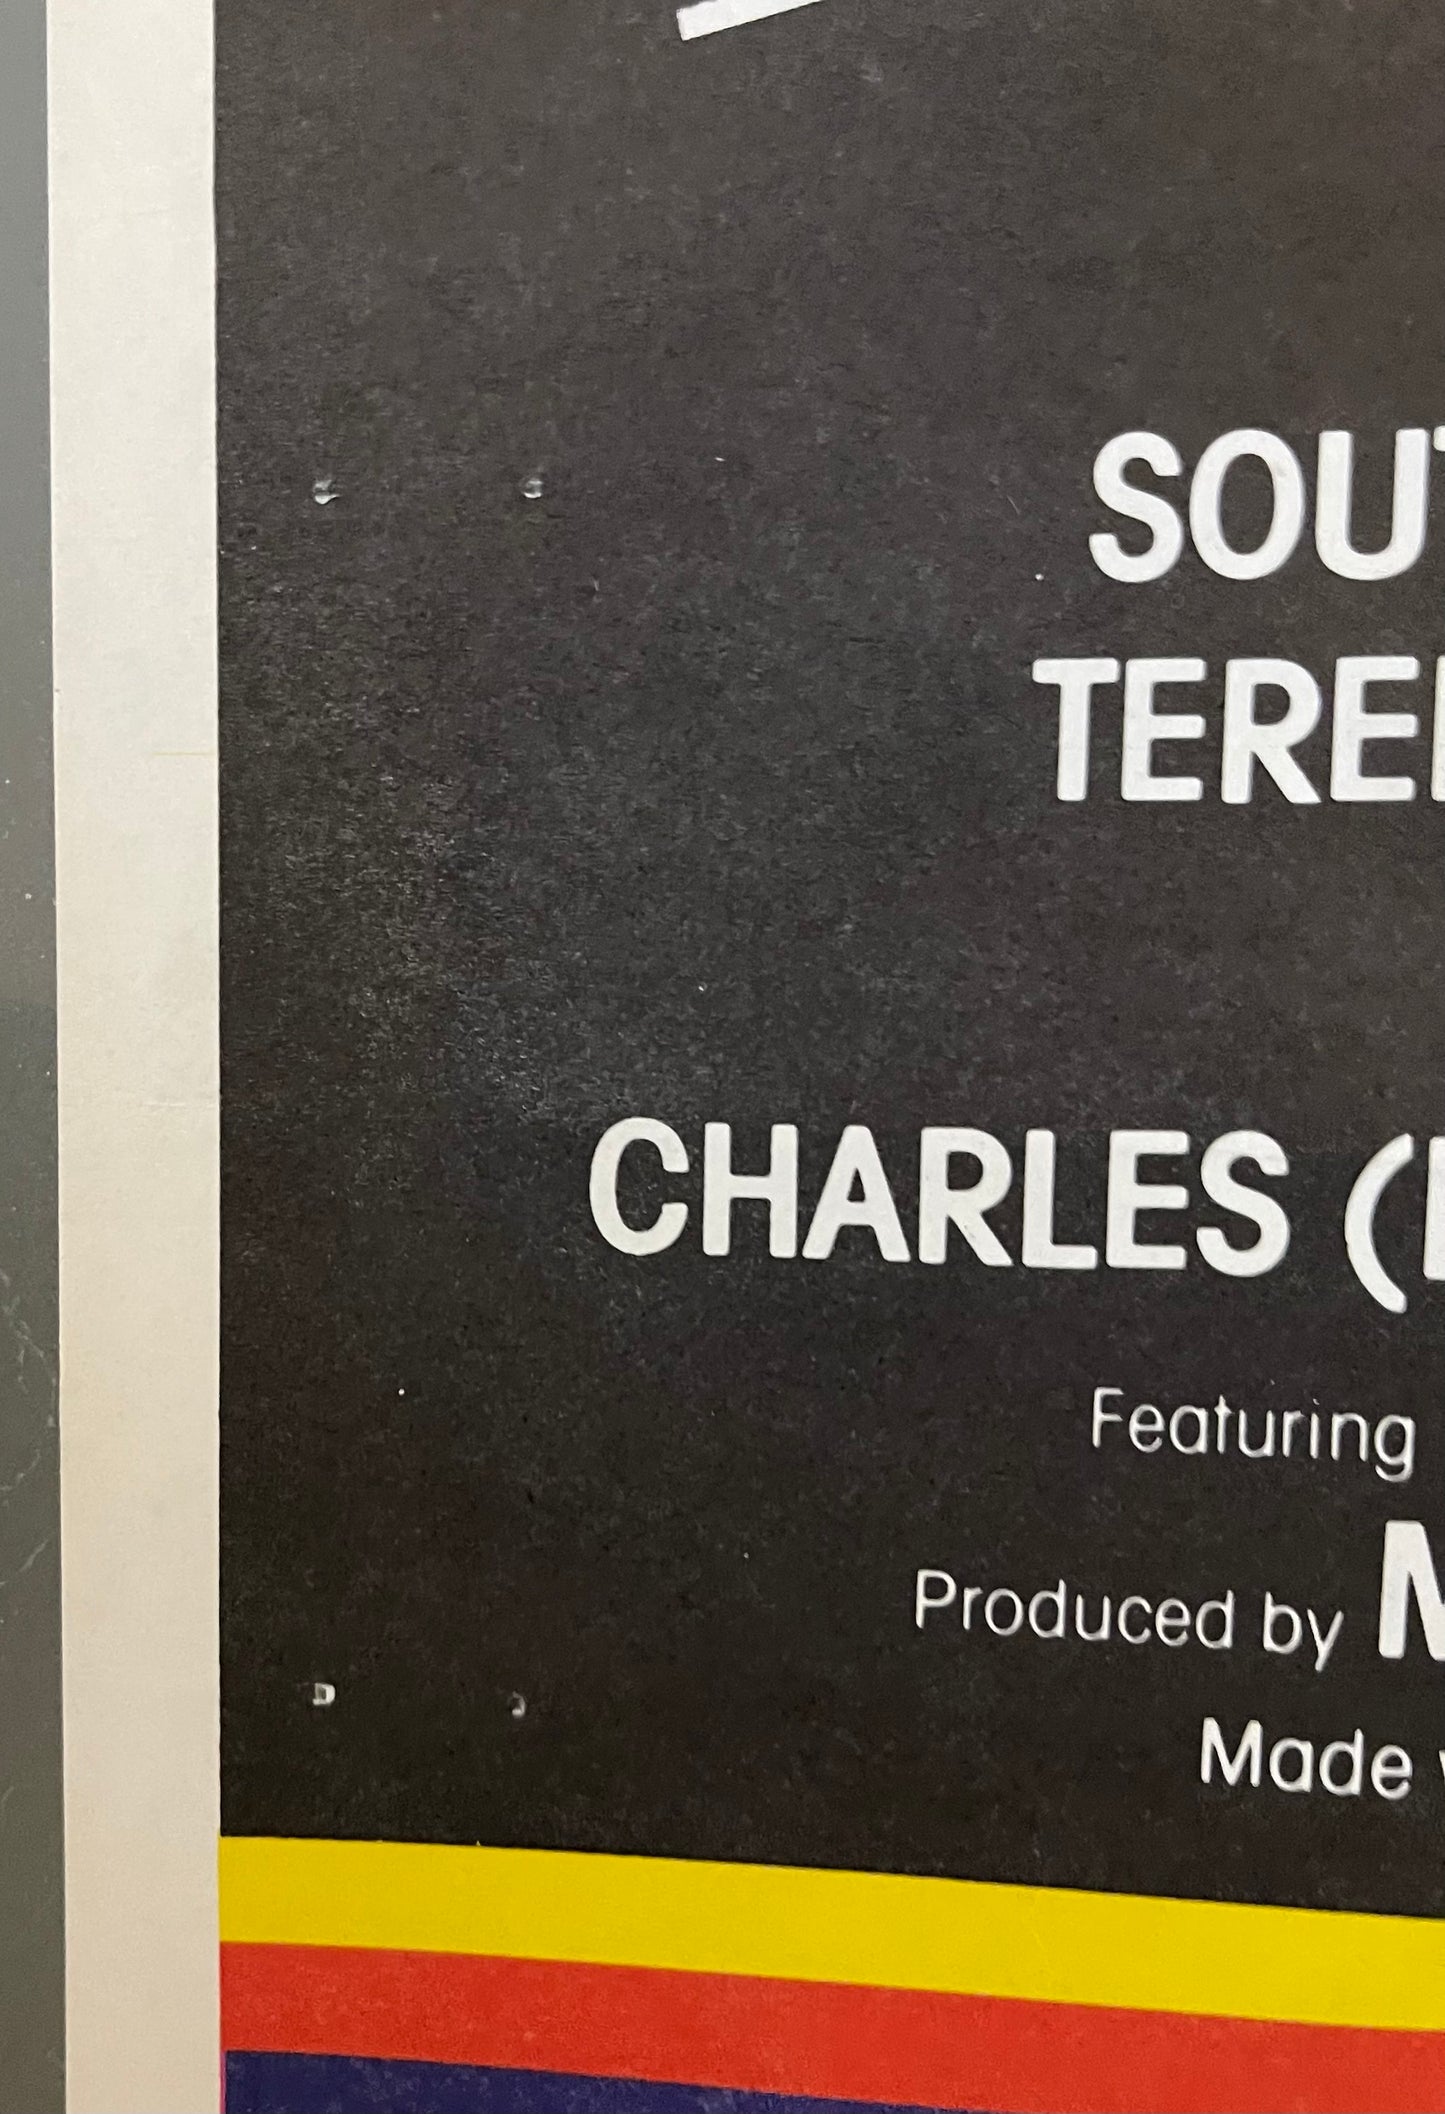 SOU
TERE
CHARLES (
Featuring
Produced by
Made